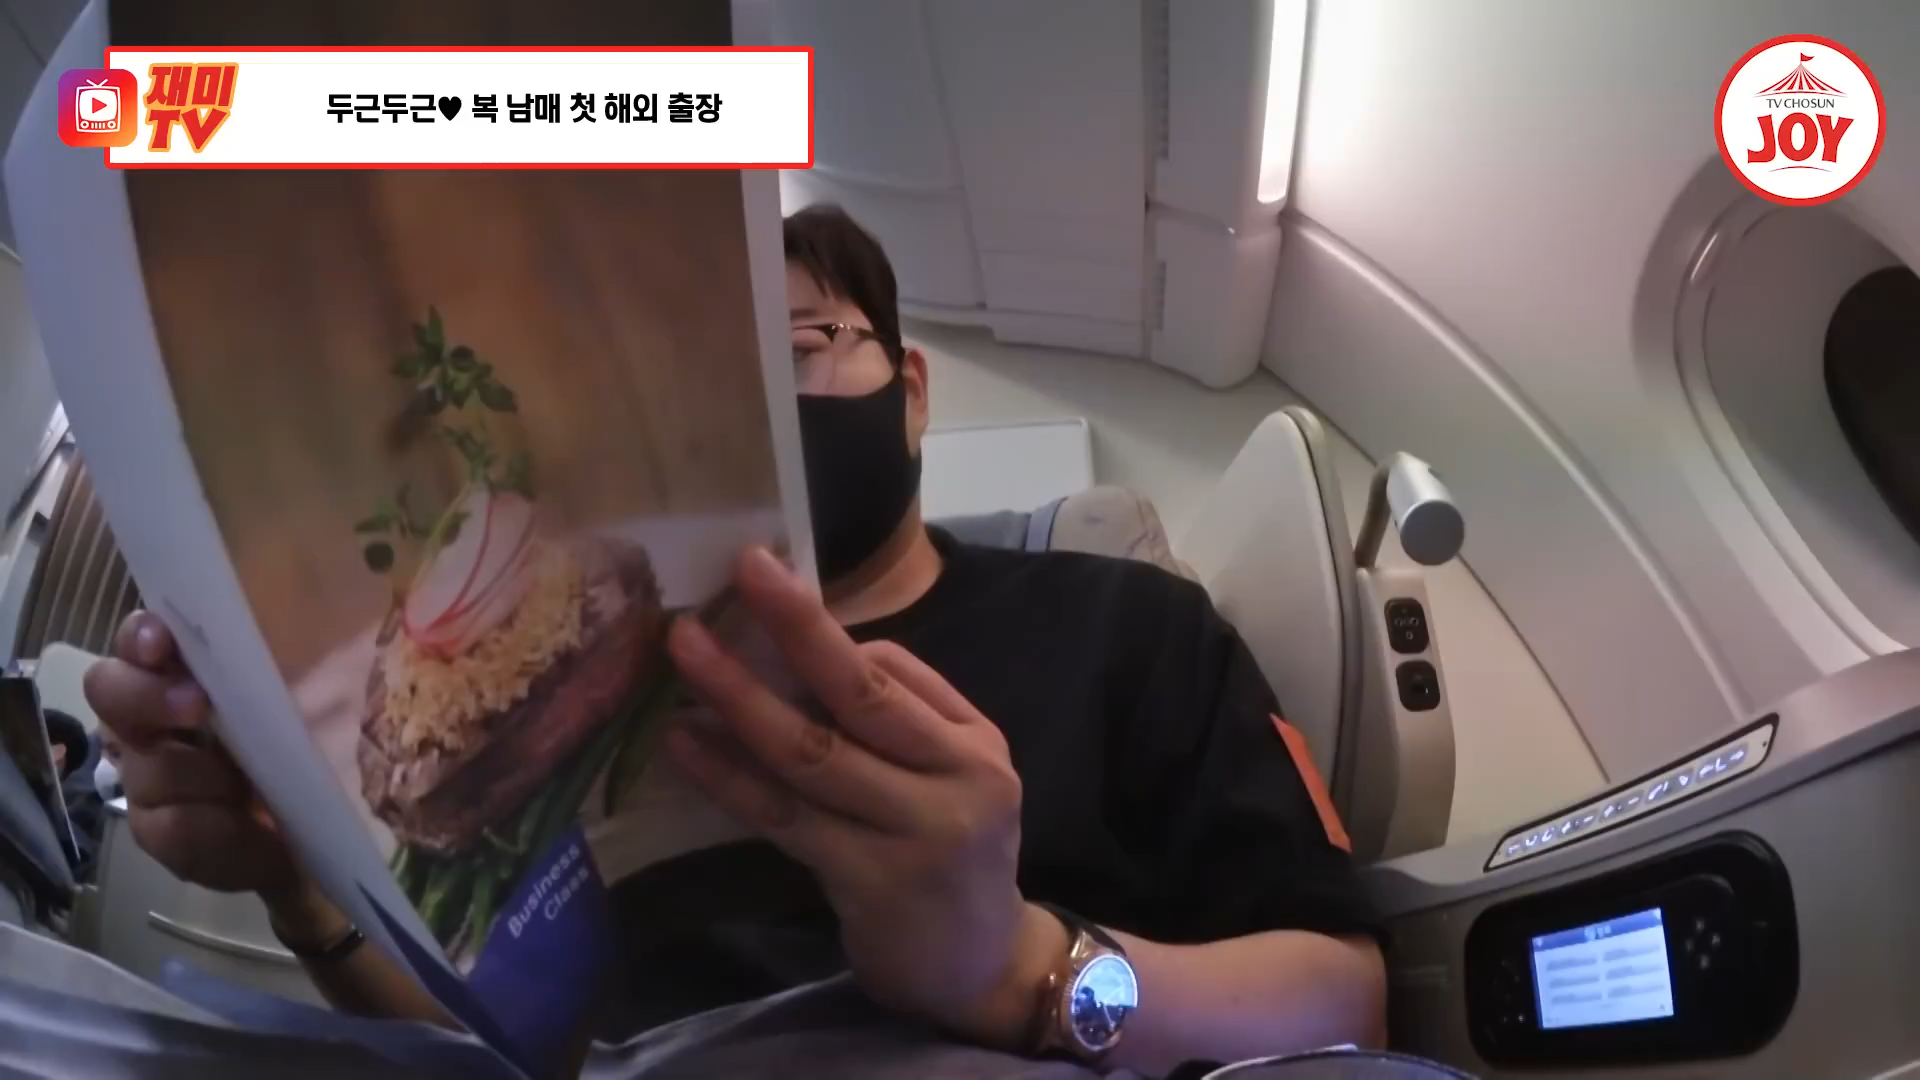 재미
TV
두근두근♥ 복 남매 첫 해외 출장
TV CHOSUN
JOY
Business
Class